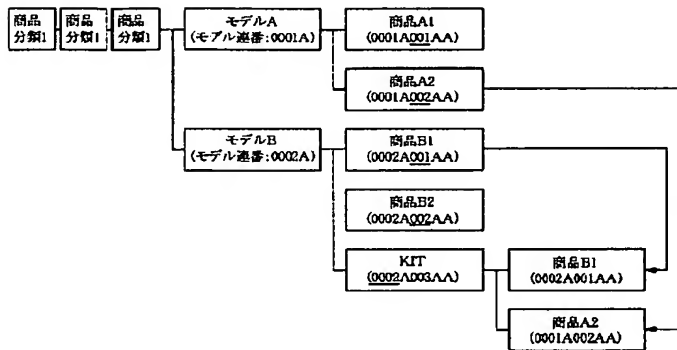 商品
分類1
商品
分類1
商品
分類1
モデルA
(モデル連番:0001A)
商品A1
(0001A001AA)
商品A2
(0001A002AA)
モデルB
(モデル連番:0002A)
商品B1
(0002A001AA)
商品B2
(0002A002AA)
KIT
(0002A003AA)
商品B1
(0002A001AA)
商品A2
(0001A002AA)